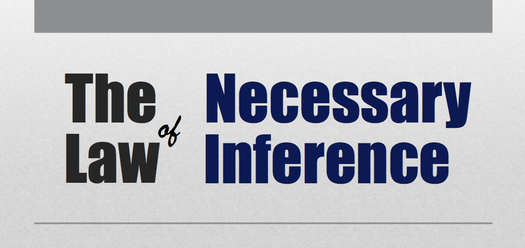 The Necessary
of
Law Inference